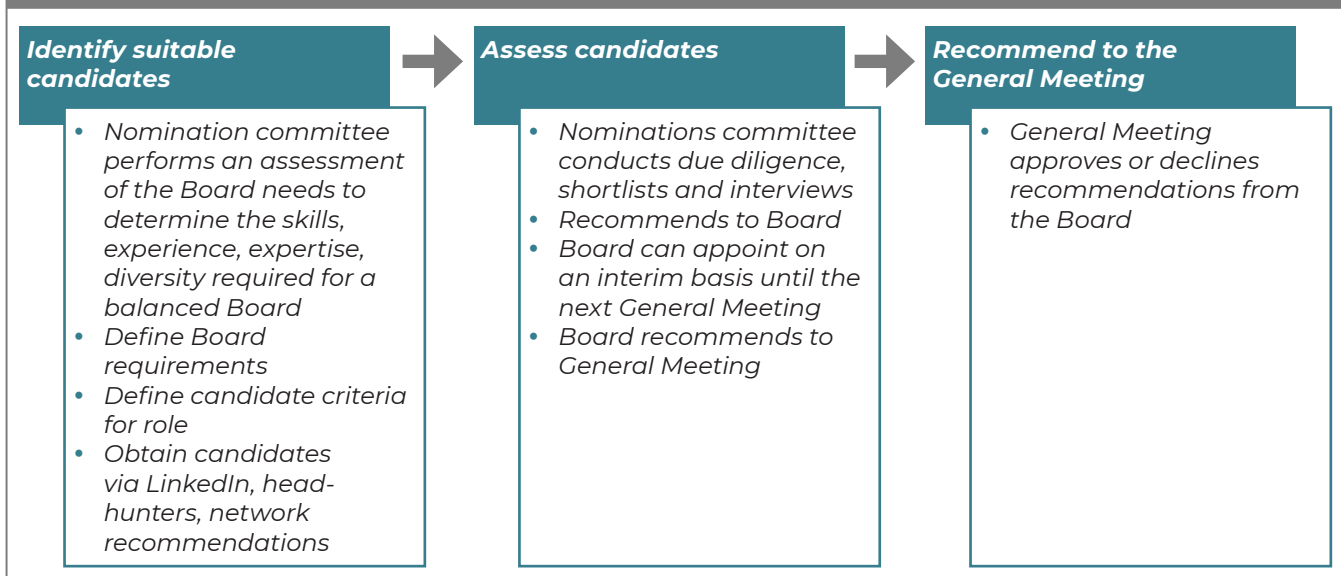 Identify suitable
candidates
• Nomination committee
performs an assessment
of the Board needs to
determine the skills,
experience, expertise,
diversity required for a
balanced Board
• Define Board
requirements
• Define candidate criteria
for role
• Obtain candidates
via LinkedIn, head-
hunters, network
recommendations
Assess candidates
• Nominations committee
conducts due diligence,
shortlists and interviews
• Recommends to Board
• Board can appoint on
an interim basis until the
next General Meeting
• Board recommends to
General Meeting
Recommend to the
General Meeting
• General Meeting
approves or declines
recommendations from
the Board